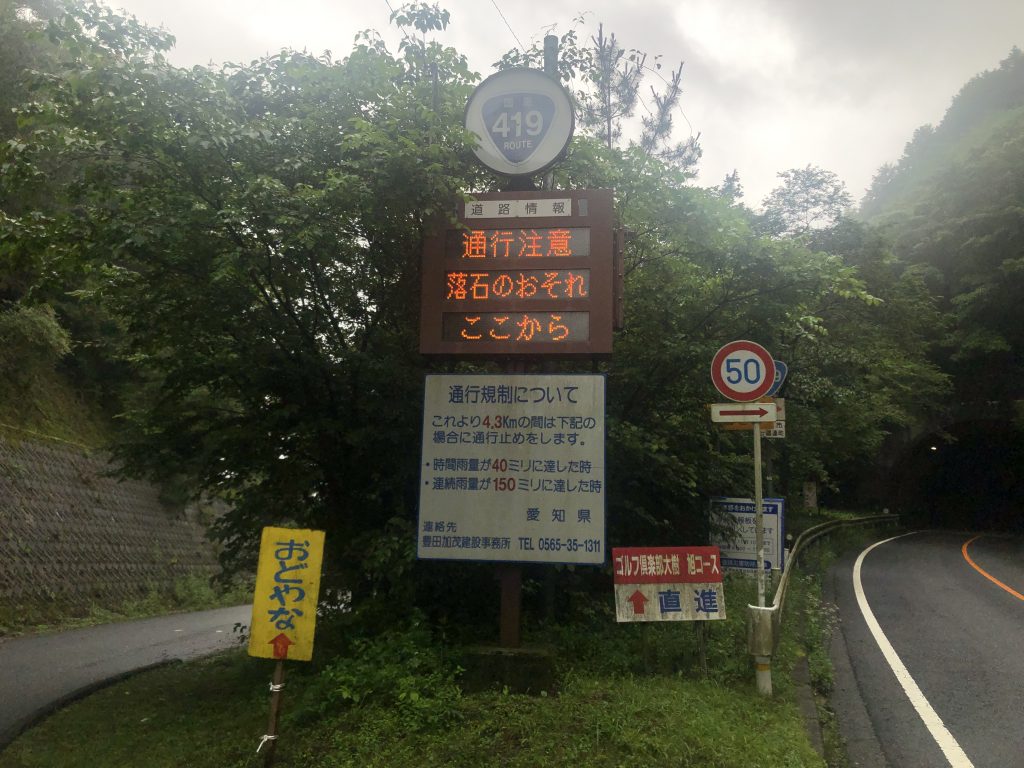 国道
419
ROUTE
道路情報
通行注意
落石のおそれ
ここから
通行規制について
これより4.3Kmの間は下記の
場合に通行止めをします。
・時間雨量が40ミリに達した時
・連続雨量が150ミリに達した時
愛知県
連絡先
豊田加茂建設事務所 TEL 0565-35-1311
50
おどやな
ゴルフ倶楽部大樹 旭コース
直進